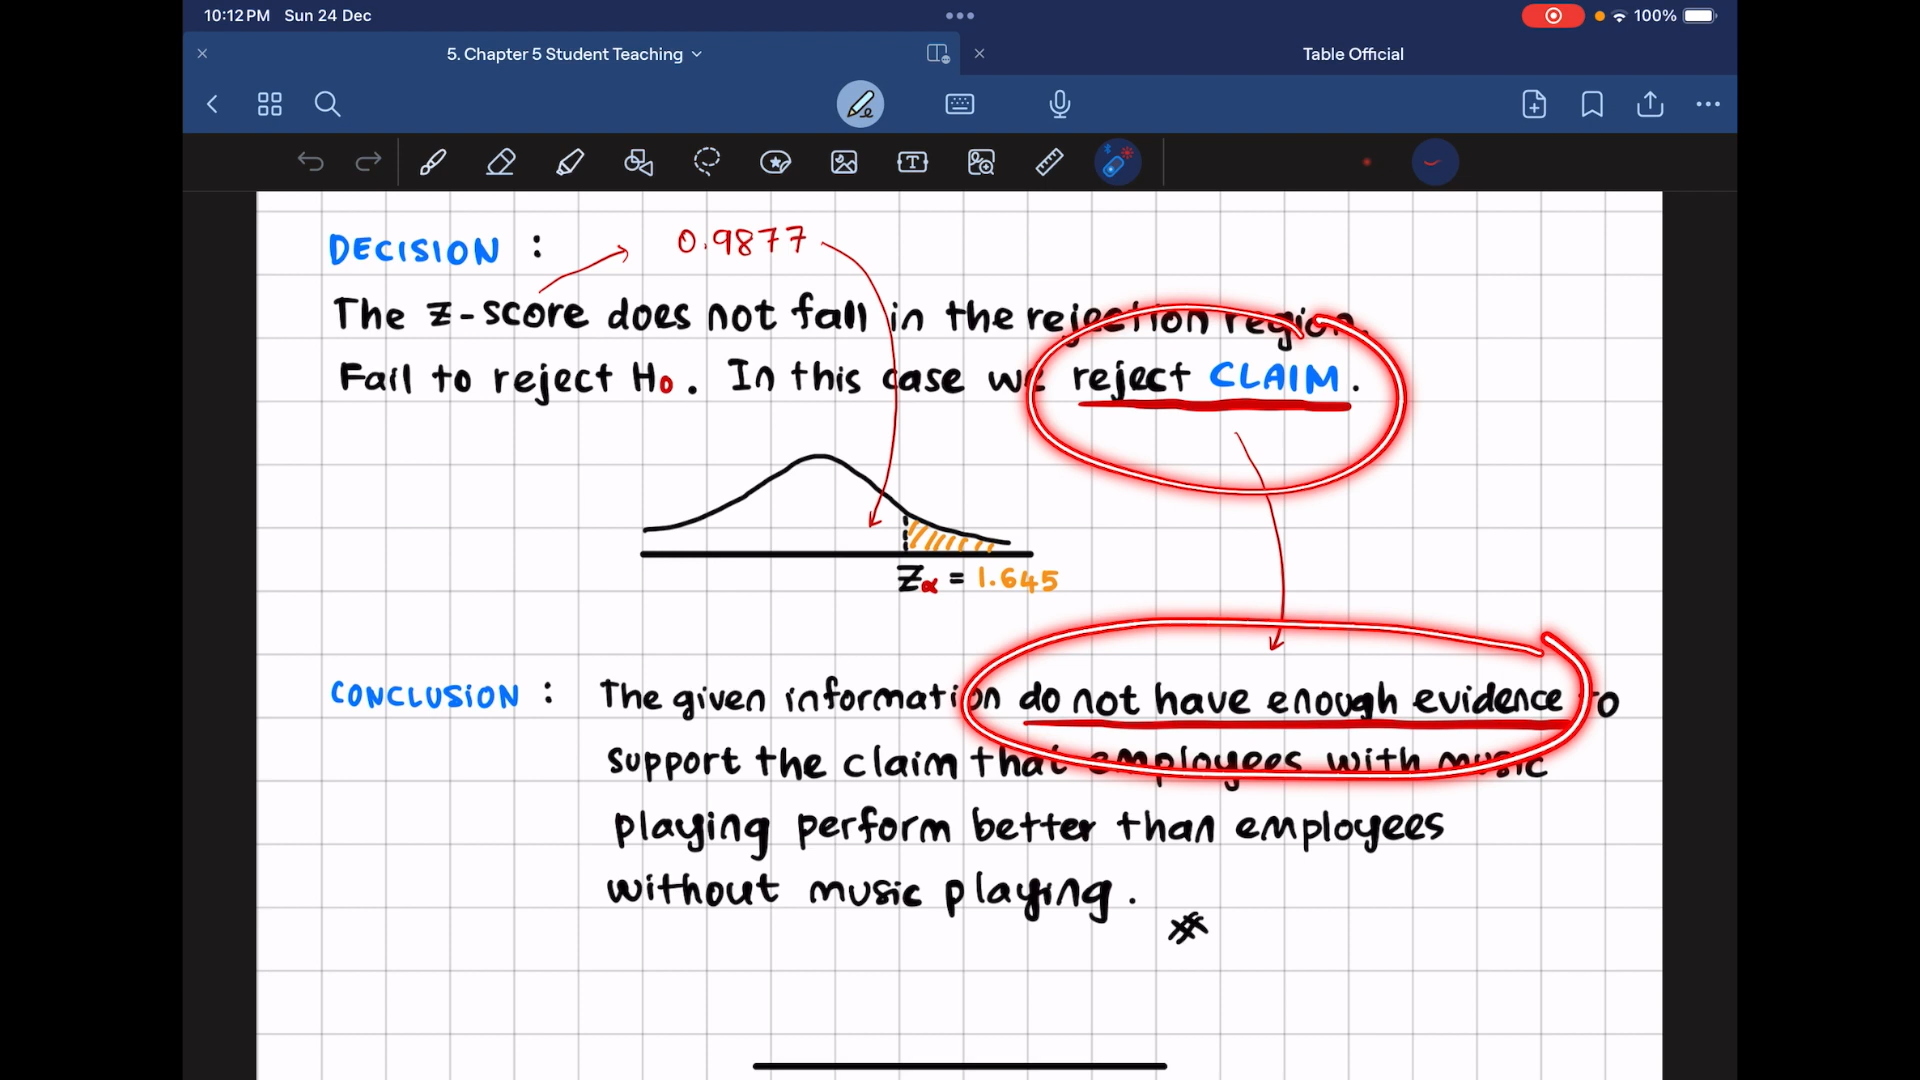 10:12 PM Sun 24 Dec
100%
5. Chapter 5 Student Teaching
Table Official
DECISION : 0.9877
The z-score does not fall in the rejection region.
Fail to reject H0. In this case we reject CLAIM.
Zα = 1.645
CONCLUSION : The given information do not have enough evidence to
support the claim that employees with music
playing perform better than employees
without music playing.